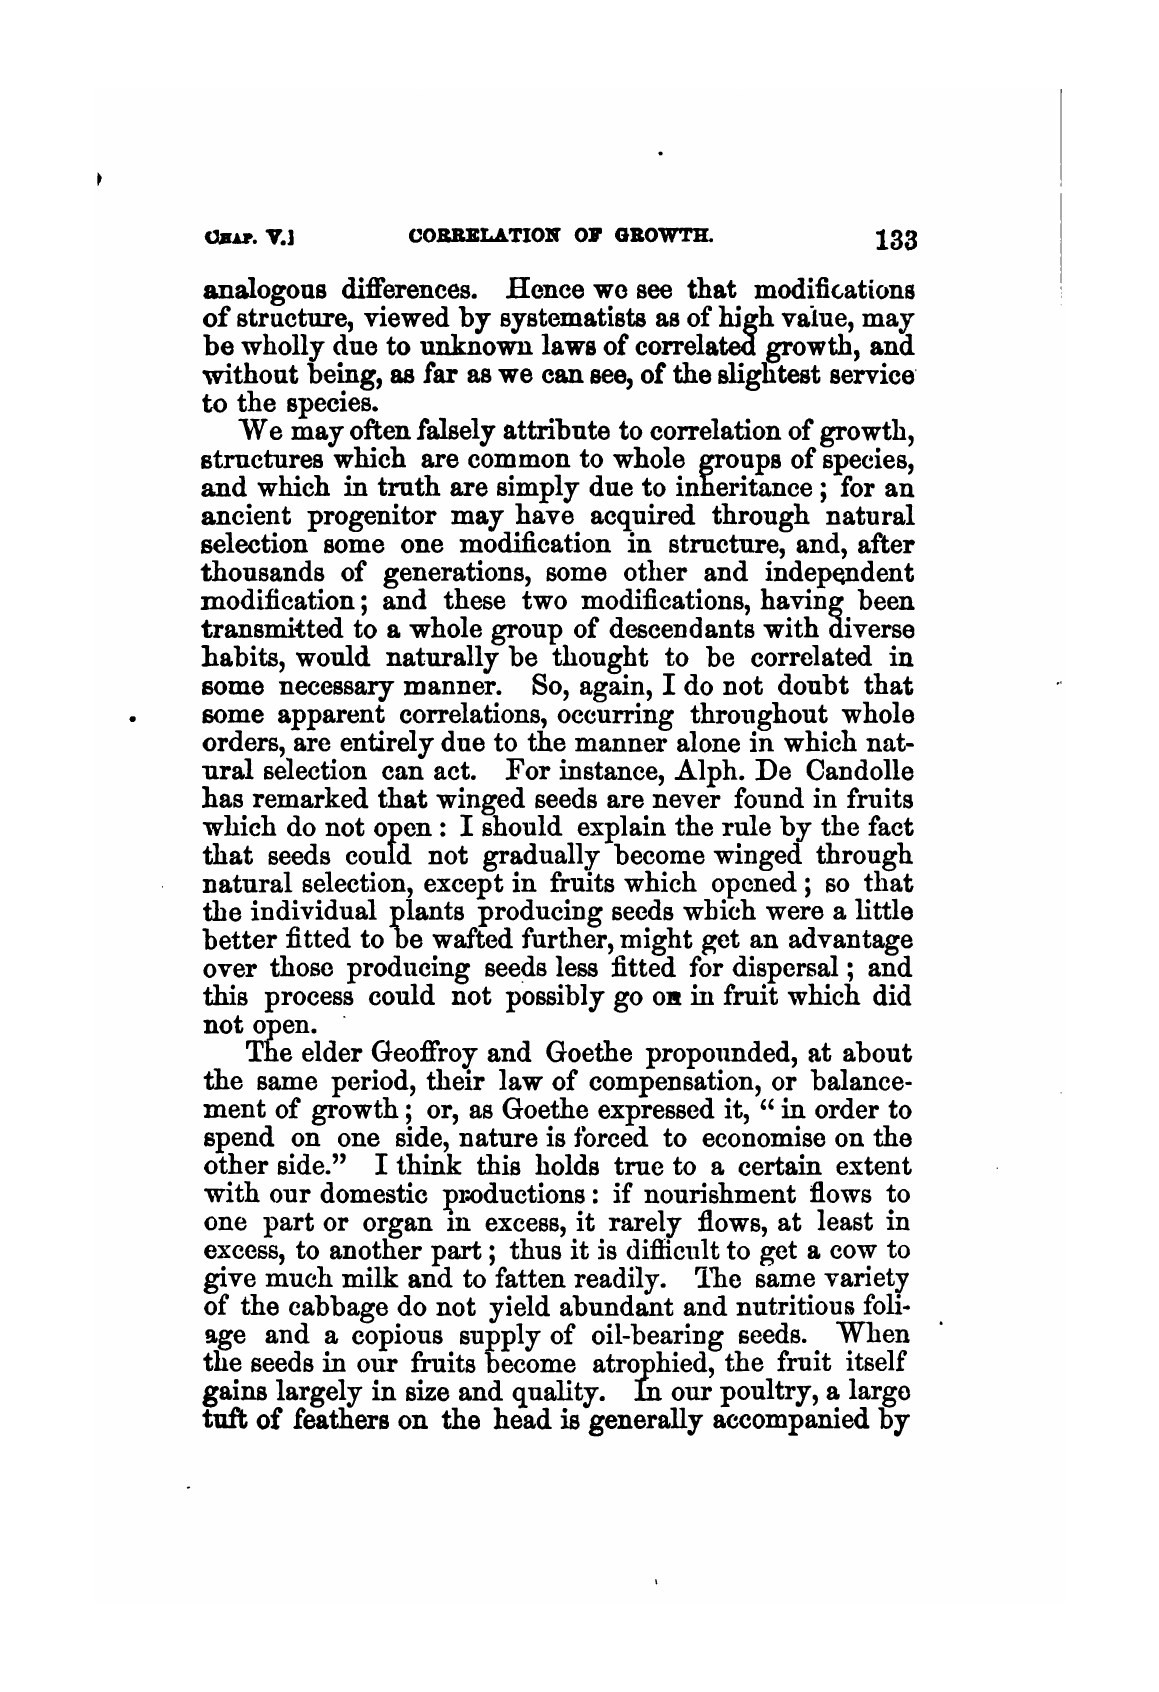 CHAP. V.] CORRELATION OF GROWTH. 133
analogous differences. Hence we see that modifications
of structure, viewed by systematists as of high value, may
be wholly due to unknown laws of correlated growth, and
without being, as far as we can see, of the slightest service
to the species.
We may often falsely attribute to correlation of growth,
structures which are common to whole groups of species,
and which in truth are simply due to inheritance; for an
ancient progenitor may have acquired through natural
selection some one modification in structure, and, after
thousands of generations, some other and independent
modification; and these two modifications, having been
transmitted to a whole group of descendants with diverse
habits, would naturally be thought to be correlated in
some necessary manner. So, again, I do not doubt that
some apparent correlations, occurring throughout whole
orders, are entirely due to the manner alone in which nat-
ural selection can act. For instance, Alph. De Candolle
has remarked that winged seeds are never found in fruits
which do not open: I should explain the rule by the fact
that seeds could not gradually become winged through
natural selection, except in fruits which opened; so that
the individual plants producing seeds which were a little
better fitted to be wafted further, might get an advantage
over those producing seeds less fitted for dispersal; and
this process could not possibly go on in fruit which did
not open.
The elder Geoffroy and Goethe propounded, at about
the same period, their law of compensation, or balance-
ment of growth; or, as Goethe expressed it, "in order to
spend on one side, nature is forced to economise on the
other side." I think this holds true to a certain extent
with our domestic productions: if nourishment flows to
one part or organ in excess, it rarely flows, at least in
excess, to another part; thus it is difficult to get a cow to
give much milk and to fatten readily. The same variety
of the cabbage do not yield abundant and nutritious foli-
age and a copious supply of oil-bearing seeds. When
the seeds in our fruits become atrophied, the fruit itself
gains largely in size and quality. In our poultry, a large
tuft of feathers on the head is generally accompanied by